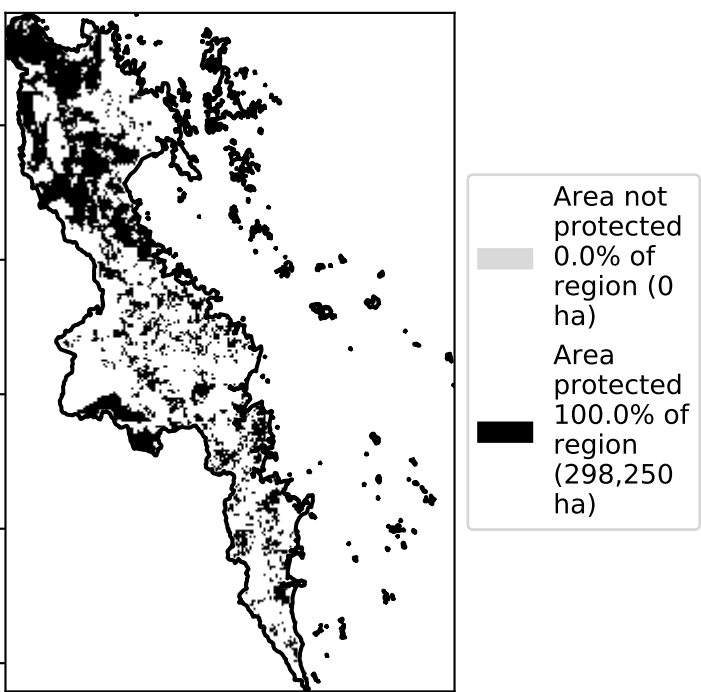 Area not
protected
0.0% of
region (0
ha)
Area
protected
100.0% of
region
(298,250
ha)